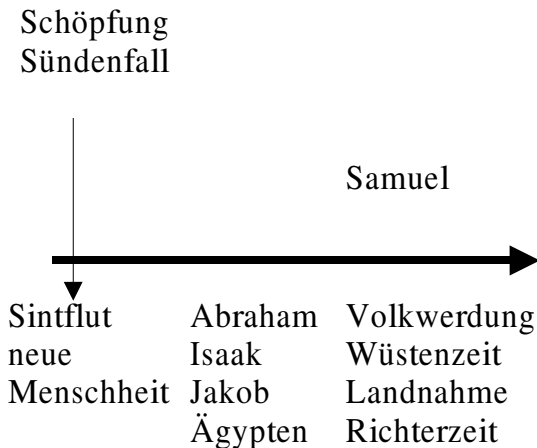 Schöpfung
Sündenfall
Samuel
Sintflut
neue
Menschheit
Abraham
Isaak
Jakob
Ägypten
Volkwerdung
Wüstenzeit
Landnahme
Richterzeit